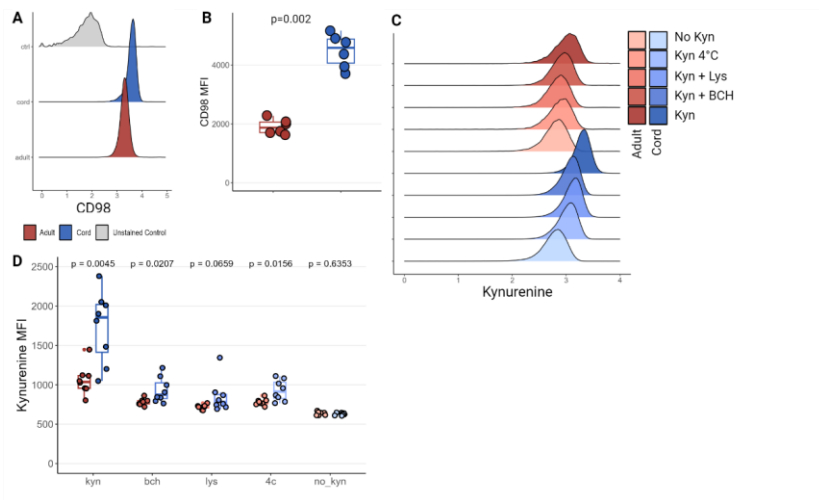 A
ctrl
cord
adult
0 1 2 3 4 5
CD98
Adult Cord Unstained Control
B
p=0.002
CD98 MFI
4000
2000
0
C
No Kyn
Kyn 4°C
Kyn + Lys
Kyn + BCH
Kyn
Adult
Cord
0 1 2 3 4
Kynurenine
D
p = 0.0045 p = 0.0207 p = 0.0659 p = 0.0156 p = 0.6353
Kynurenine MFI
2500
2000
1500
1000
500
0
kyn bch lys 4c no_kyn